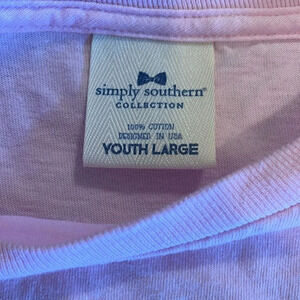 simply southern®
COLLECTION
100% COTTON
DESIGNED IN USA
YOUTH LARGE